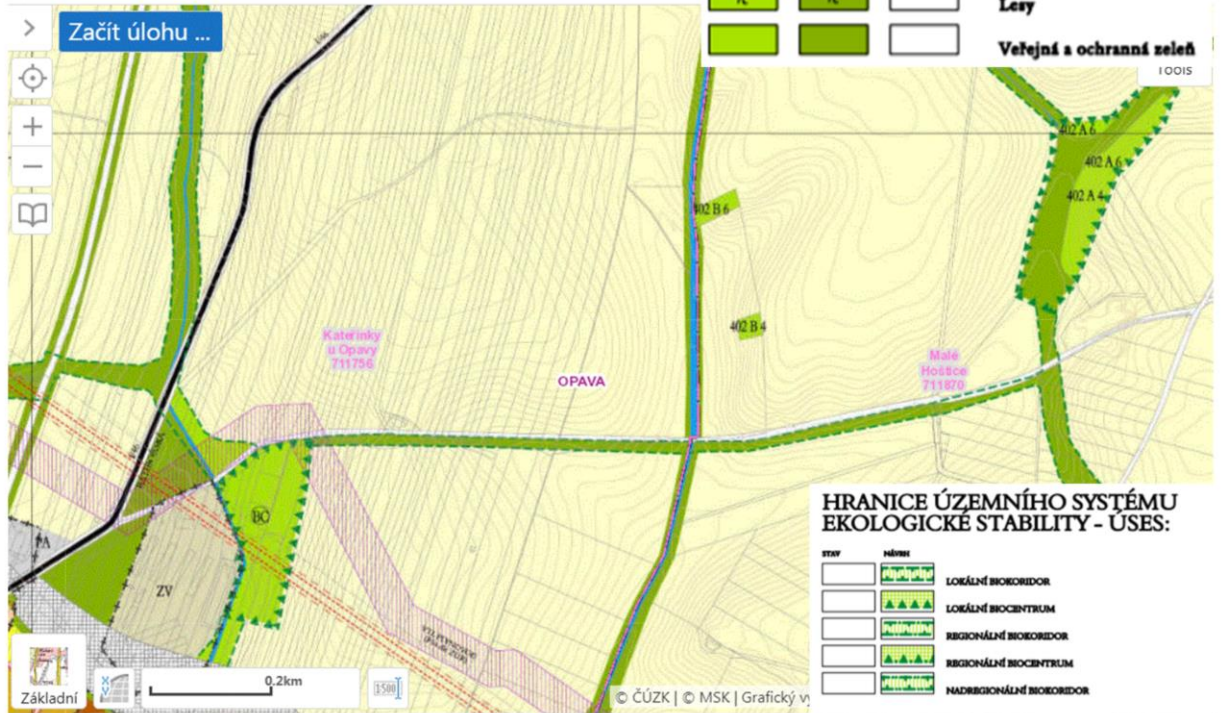 Začít úlohu ...
Lesy
Veřejná a ochranná zeleň
Tools
I/46
402 A 6
402 A 6
402 A 4
402 B 6
402 B 4
Kateřinky
u Opavy
711756
OPAVA
Malé
Hoštice
711870
BC
PA
ZV
HRANICE ÚZEMNÍHO SYSTÉMU
EKOLOGICKÉ STABILITY - ÚSES:
STAV NÁVRH
LOKÁLNÍ BIOKORIDOR
LOKÁLNÍ BIOCENTRUM
REGIONÁLNÍ BIOKORIDOR
REGIONÁLNÍ BIOCENTRUM
NADREGIONÁLNÍ BIOKORIDOR
Základní
X Y
0.2km
1:500
© ČÚZK | © MSK | Grafický vý